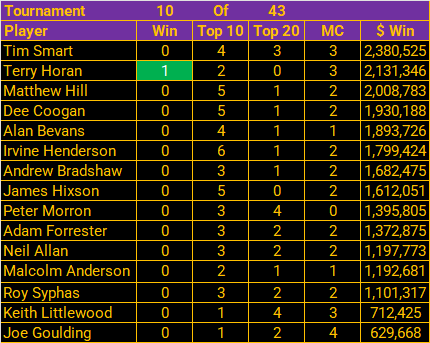 Tournament 10 Of 43
Player Win Top 10 Top 20 MC $ Win
Tim Smart 0 4 3 3 2,380,525
Terry Horan 1 2 0 3 2,131,346
Matthew Hill 0 5 1 2 2,008,783
Dee Coogan 0 5 1 2 1,930,188
Alan Bevans 0 4 1 1 1,893,726
Irvine Henderson 0 6 1 2 1,799,424
Andrew Bradshaw 0 3 1 2 1,682,475
James Hixson 0 5 0 2 1,612,051
Peter Morron 0 3 4 0 1,395,805
Adam Forrester 0 3 2 2 1,372,875
Neil Allan 0 3 2 2 1,197,773
Malcolm Anderson 0 2 1 1 1,192,681
Roy Syphas 0 3 2 2 1,101,317
Keith Littlewood 0 1 4 3 712,425
Joe Goulding 0 1 2 4 629,668